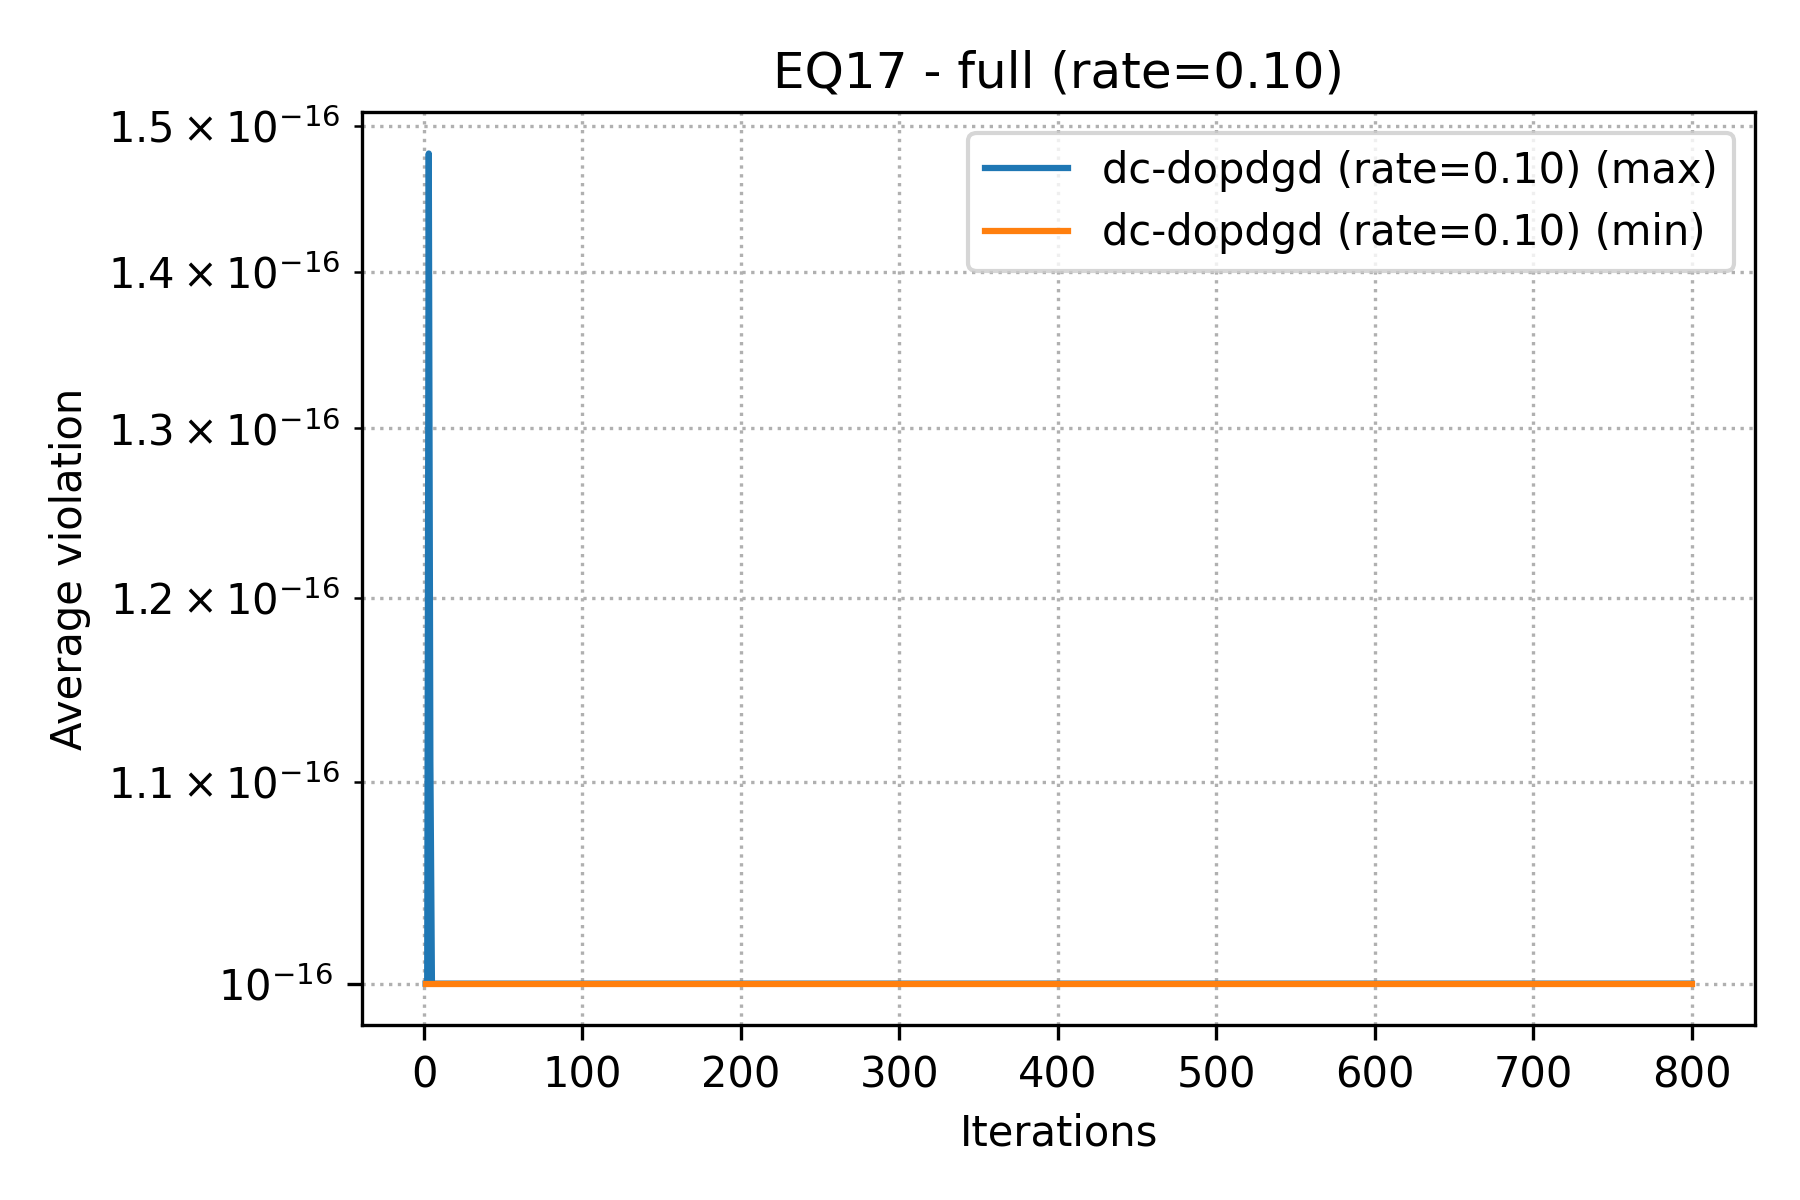 EQ17 - full (rate=0.10)
1.5 × 10⁻¹⁶
1.4 × 10⁻¹⁶
1.3 × 10⁻¹⁶
1.2 × 10⁻¹⁶
1.1 × 10⁻¹⁶
10⁻¹⁶
Average violation
dc-dopdgd (rate=0.10) (max)
dc-dopdgd (rate=0.10) (min)
0 100 200 300 400 500 600 700 800
Iterations